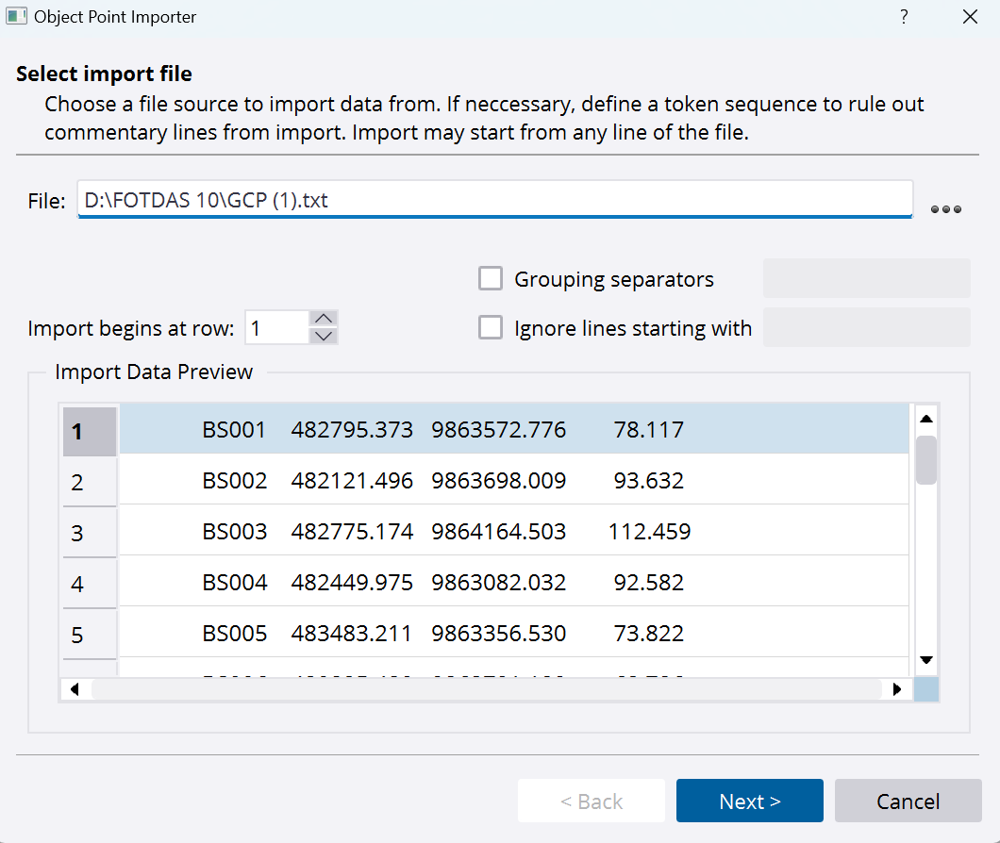 Object Point Importer ?
Select import file
Choose a file source to import data from. If neccessary, define a token sequence to rule out
commentary lines from import. Import may start from any line of the file.
File: D:\FOTDAS 10\GCP (1).txt
Grouping separators
Import begins at row: 1
Ignore lines starting with
Import Data Preview
1 BS001 482795.373 9863572.776 78.117
2 BS002 482121.496 9863698.009 93.632
3 BS003 482775.174 9864164.503 112.459
4 BS004 482449.975 9863082.032 92.582
5 BS005 483483.211 9863356.530 73.822
< Back Next > Cancel